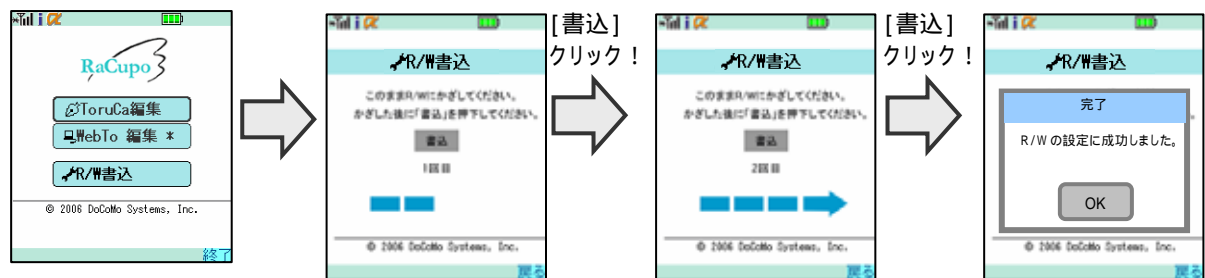 i α
RaCupo
ToruCa編集
WebTo 編集 *
R/W書込
© 2006 DoCoMo Systems, Inc.
終了
i α
R/W書込
このままR/Wにかざしてください。
かざした後に「書込」を押下してください。
書込
1回目
© 2006 DoCoMo Systems, Inc.
戻る
[書込]
クリック！
i α
R/W書込
このままR/Wにかざしてください。
かざした後に「書込」を押下してください。
書込
2回目
© 2006 DoCoMo Systems, Inc.
戻る
[書込]
クリック！
i α
R/W書込
完了
R/Wの設定に成功しました。
OK
© 2006 DoCoMo Systems, Inc.
戻る